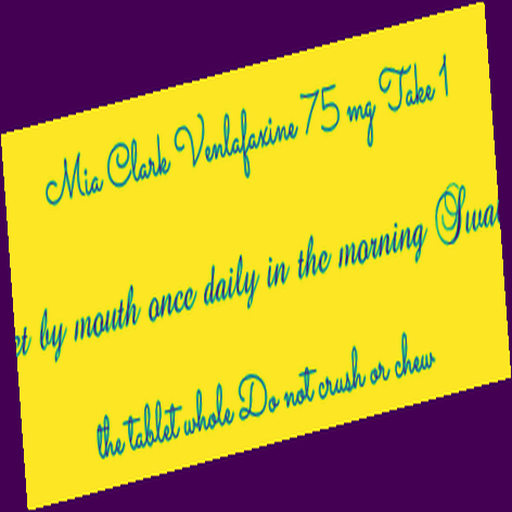 Mia Clark Venlafaxine 75 mg Take 1
by mouth once daily in the morning
the tablet whole Do not crush or chew